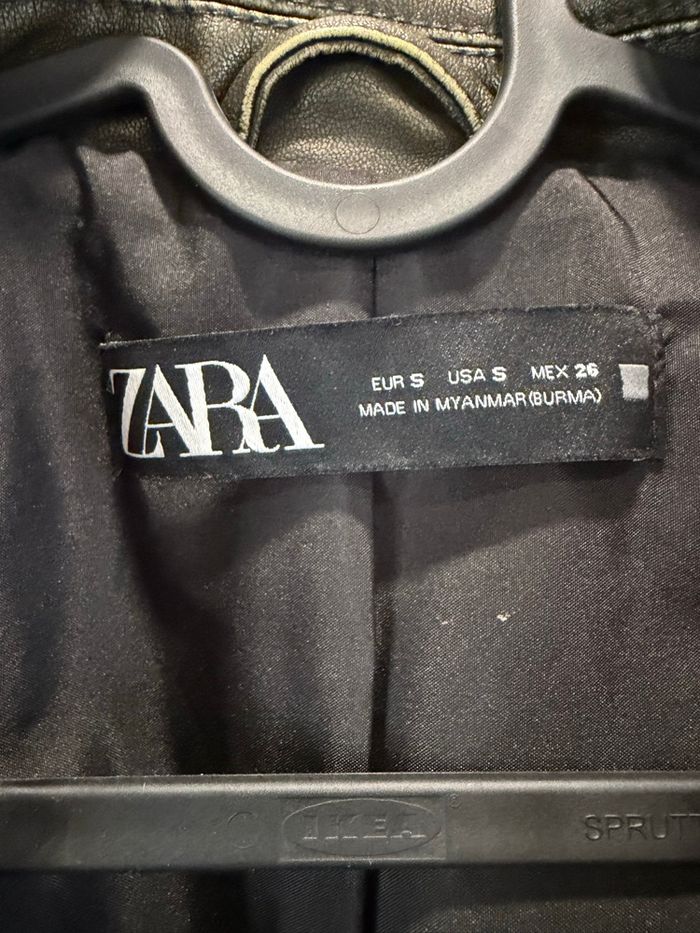 ZARA
EUR S USA S MEX 26
MADE IN MYANMAR (BURMA)
IKEA
SPRUTT